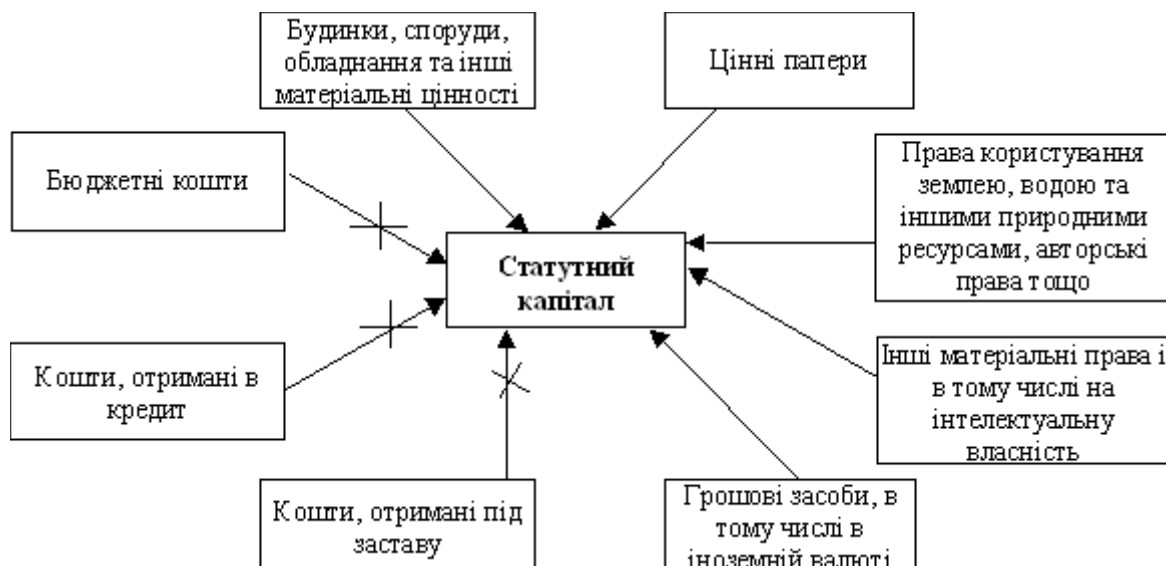 Будинки, споруди,
обладнання та інші
матеріальні цінності
Цінні папери
Бюджетні кошти
Права користування
землею, водою та
іншими природними
ресурсами, авторські
права тощо
Статутний
капітал
Кошти, отримані в
кредит
Інші матеріальні права і
в тому числі на
інтелектуальну
власність
Кошти, отримані під
заставу
Грошові засоби, в
тому числі в
іноземній валюті